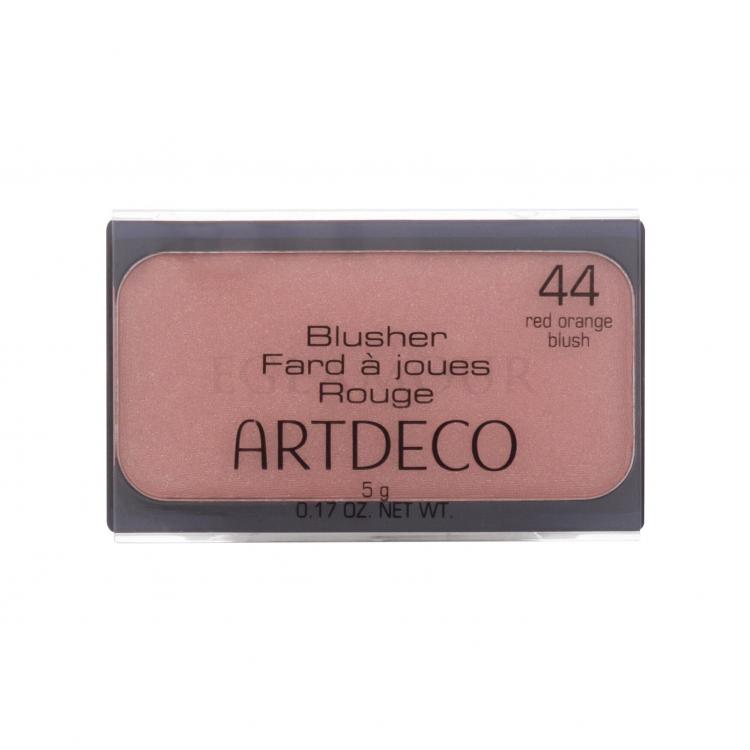 44
red orange
blush
Blusher
Fard à joues
Rouge
ARTDECO
5 g
0.17 OZ. NET WT.